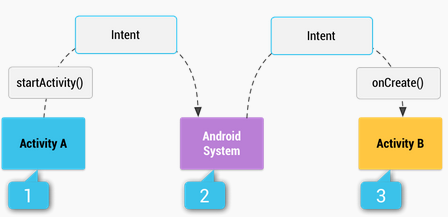 Intent
Intent
startActivity()
onCreate()
Activity A
Android
System
Activity B
1
2
3